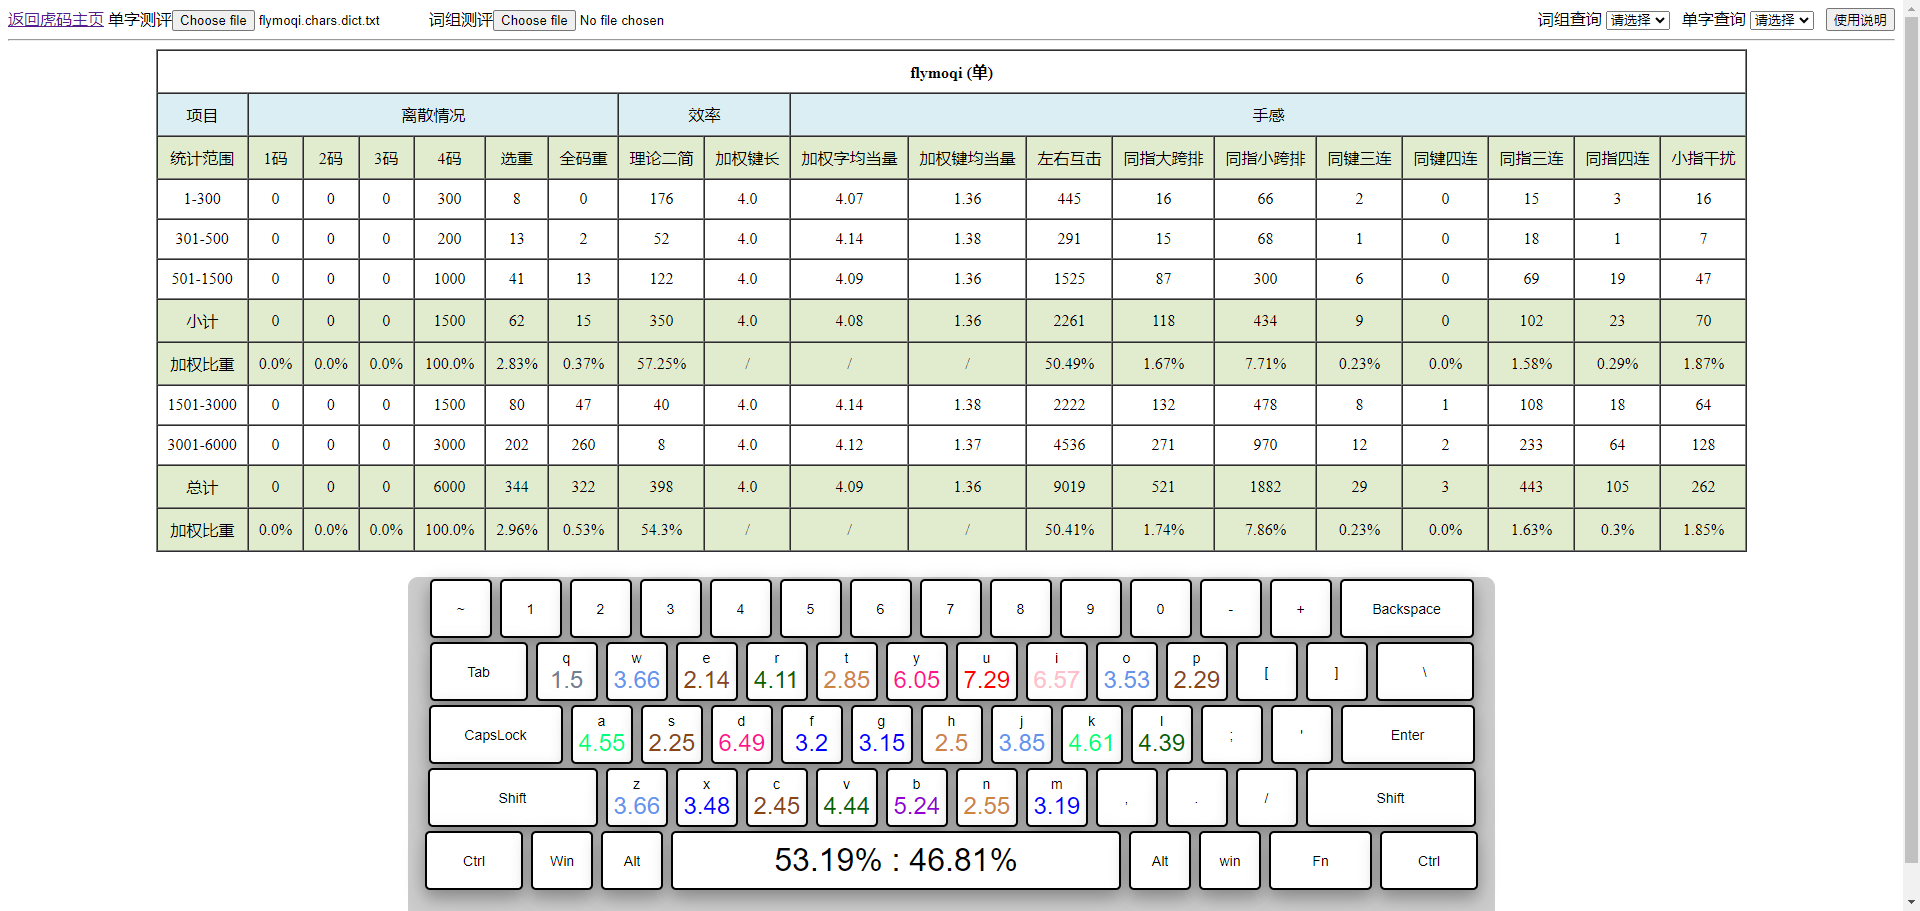 返回虎码主页 单字测评 Choose file flymoqi.chars.dict.txt 词组测评 Choose file No file chosen 词组查询 请选择 单字查询 请选择 使用说明
flymoqi (单)
项目 离散情况 效率 手感
统计范围 1码 2码 3码 4码 选重 全码重 理论二简 加权键长 加权字均当量 加权键均当量 左右互击 同指大跨排 同指小跨排 同键三连 同键四连 同指三连 同指四连 小指干扰
1-300 0 0 0 300 8 0 176 4.0 4.07 1.36 445 16 66 2 0 15 3 16
301-500 0 0 0 200 13 2 52 4.0 4.14 1.38 291 15 68 1 0 18 1 7
501-1500 0 0 0 1000 41 13 122 4.0 4.09 1.36 1525 87 300 6 0 69 19 47
小计 0 0 0 1500 62 15 350 4.0 4.08 1.36 2261 118 434 9 0 102 23 70
加权比重 0.0% 0.0% 0.0% 100.0% 2.83% 0.37% 57.25% / / / 50.49% 1.67% 7.71% 0.23% 0.0% 1.58% 0.29% 1.87%
1501-3000 0 0 0 1500 80 47 40 4.0 4.14 1.38 2222 132 478 8 1 108 18 64
3001-6000 0 0 0 3000 202 260 8 4.0 4.12 1.37 4536 271 970 12 2 233 64 128
总计 0 0 0 6000 344 322 398 4.0 4.09 1.36 9019 521 1882 29 3 443 105 262
加权比重 0.0% 0.0% 0.0% 100.0% 2.96% 0.53% 54.3% / / / 50.41% 1.74% 7.86% 0.23% 0.0% 1.63% 0.3% 1.85%
~ 1 2 3 4 5 6 7 8 9 0 - + Backspace
Tab q w e r t y u i o p [ ] \
1.5 3.66 2.14 4.11 2.85 6.05 7.29 6.57 3.53 2.29
CapsLock a s d f g h j k l ; ' Enter
4.55 2.25 6.49 3.2 3.15 2.5 3.85 4.61 4.39
Shift z x c v b n m , . / Shift
3.66 3.48 2.45 4.44 5.24 2.55 3.19
Ctrl Win Alt 53.19% : 46.81% Alt win Fn Ctrl